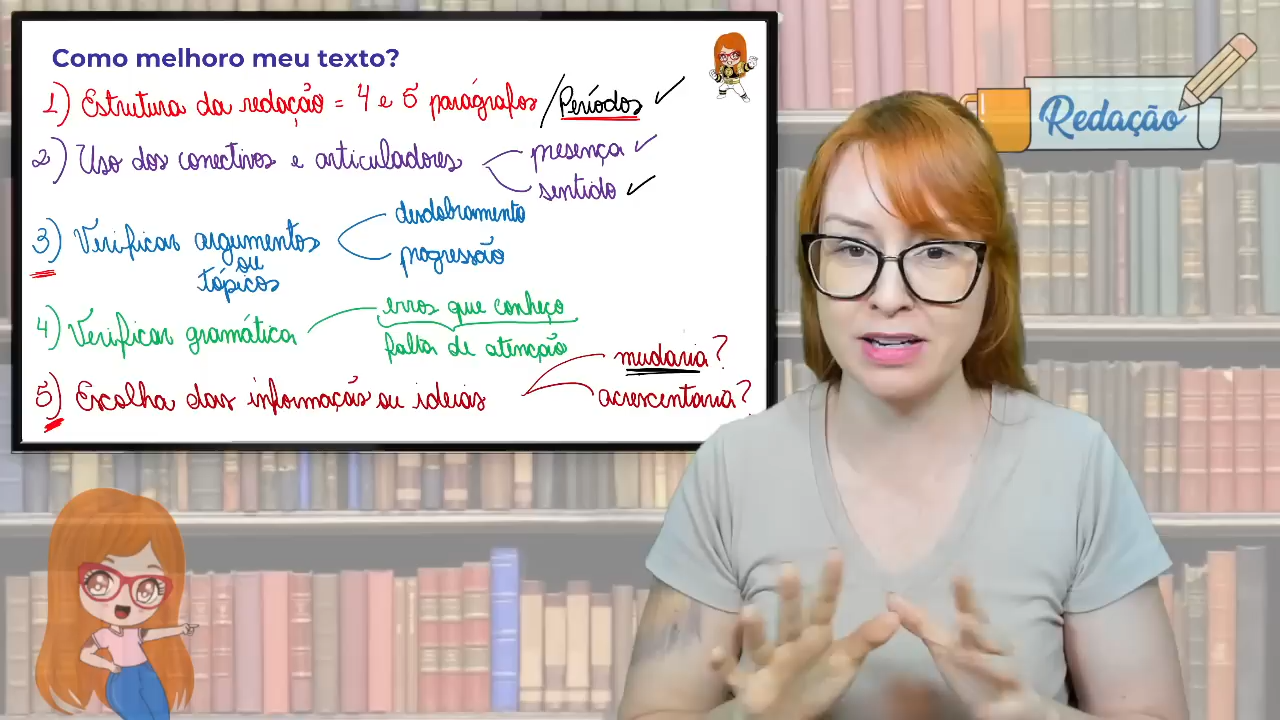 Como melhoro meu texto?
1) Estrutura da redação = 4 e 5 parágrafos / Períodos ✓
2) Uso dos conectivos e articuladores
presença ✓
sentido ✓
3) Verificar argumentos ou tópicos
desdobramento
progressão
4) Verificar gramática
erros que conheço
falta de atenção
5) Escolha das informações ou ideias
mudaria?
acrescentaria?
Redação